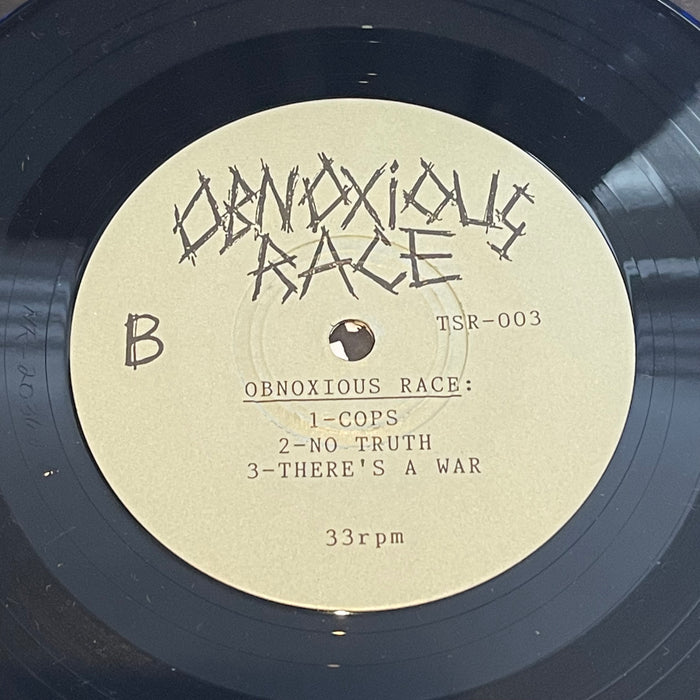 OBNOXiOUS
RACE
B
TSR-003
OBNOXIOUS RACE:
1-COPS
2-NO TRUTH
3-THERE'S A WAR
33rpm